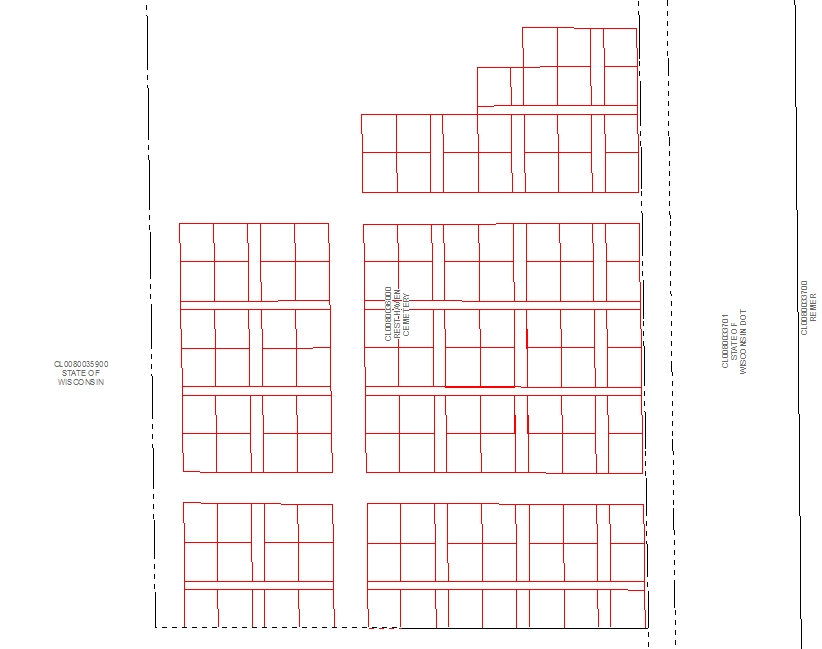 CL0080035900
STATE OF
WISCONSIN
CL0080036000
REST-HAVEN
CEMETERY
CL0080033701
STATE OF
WISCONSIN DOT
CL0080033700
REMER